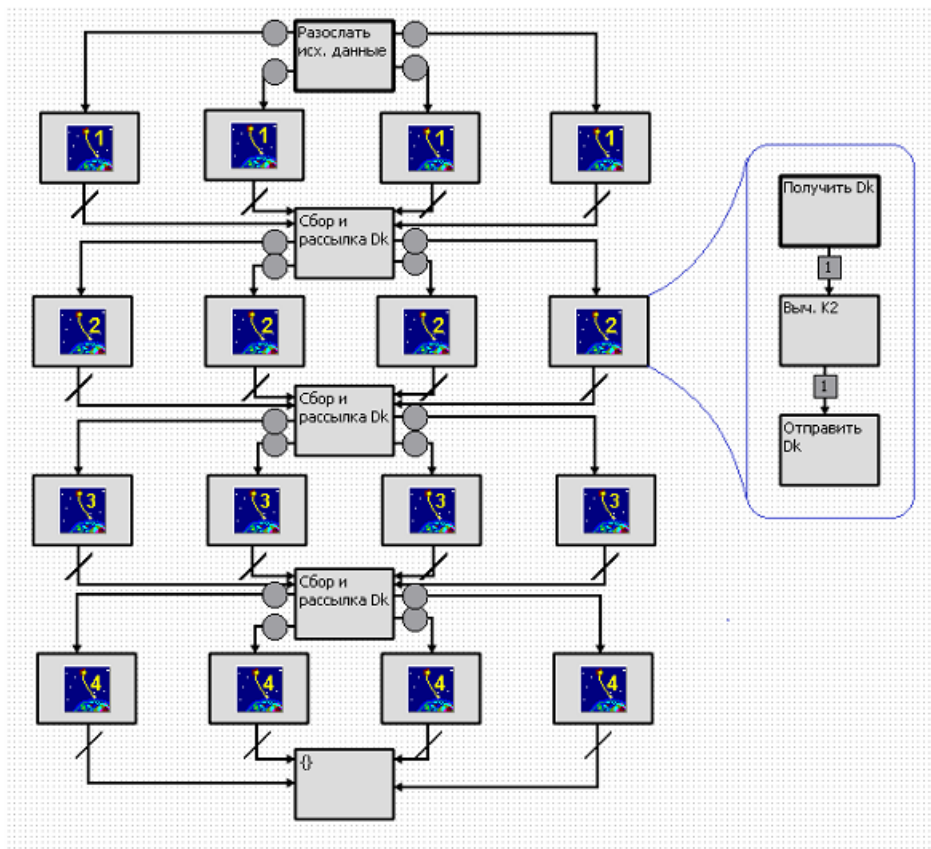 Разослать
исх. данные
1
1
1
1
Сбор и
рассылка Dk
2
2
2
2
Сбор и
рассылка Dk
3
3
3
3
Сбор и
рассылка Dk
4
4
4
4
{}
Получить Dk
1
Выч. K2
1
Отправить
Dk